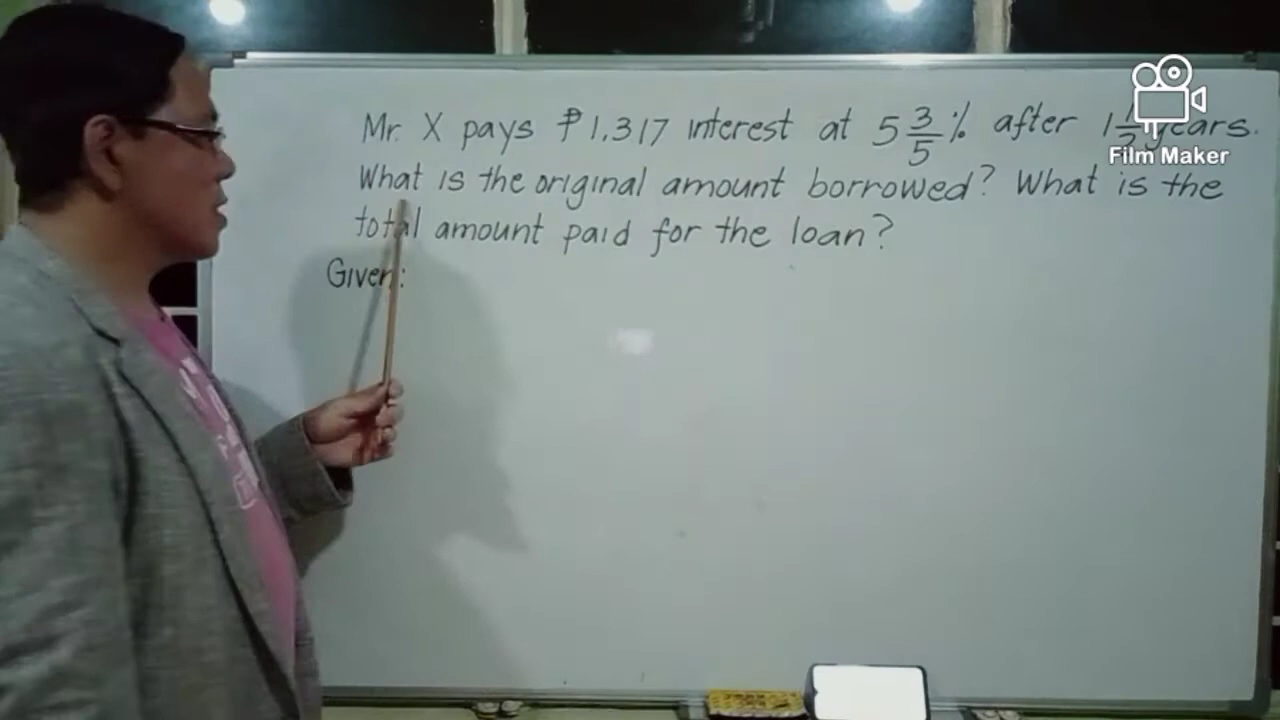 Mr. X pays ₱1,317 interest at 5 3/5 % after 1 years.
What is the original amount borrowed? What is the
total amount paid for the loan?
Given:
Film Maker